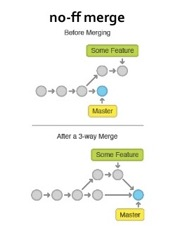 no-ff merge
Before Merging
Some Feature
Master
After a 3-way Merge
Some Feature
Master